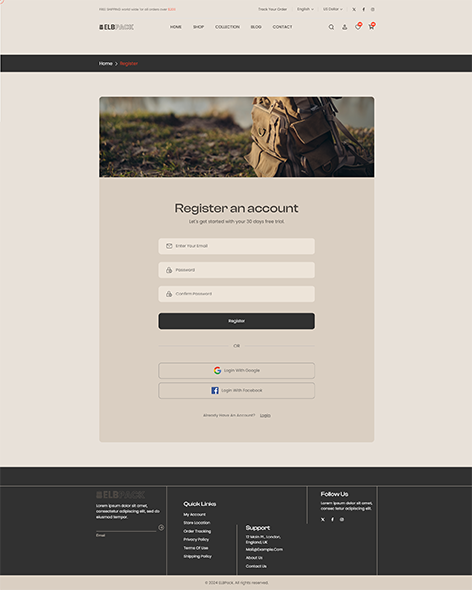 FREE SHIPPING world wide for all orders over $200
Track Your Order
English
US Dollar
ELBPACK
HOME
SHOP
COLLECTION
BLOG
CONTACT
Home > Register
Register an account
Let's get started with your 30 days free trial.
Enter Your Email
Password
Confirm Password
Register
OR
Login With Google
Login With Facebook
Already Have An Account? Login
ELBPACK
Lorem ipsum dolor sit amet,
consectetur adipiscing elit, sed do
eiusmod tempor.
Email
Quick Links
My Account
Store Location
Order Tracking
Privacy Policy
Terms Of Use
Shipping Policy
Support
12 Main Pl., London,
England, UK
Mail@Example.Com
About Us
Contact Us
Follow Us
Lorem ipsum dolor sit amet,
consec tetur adipiscing elit.
© 2024 ELBPack. All rights reserved.